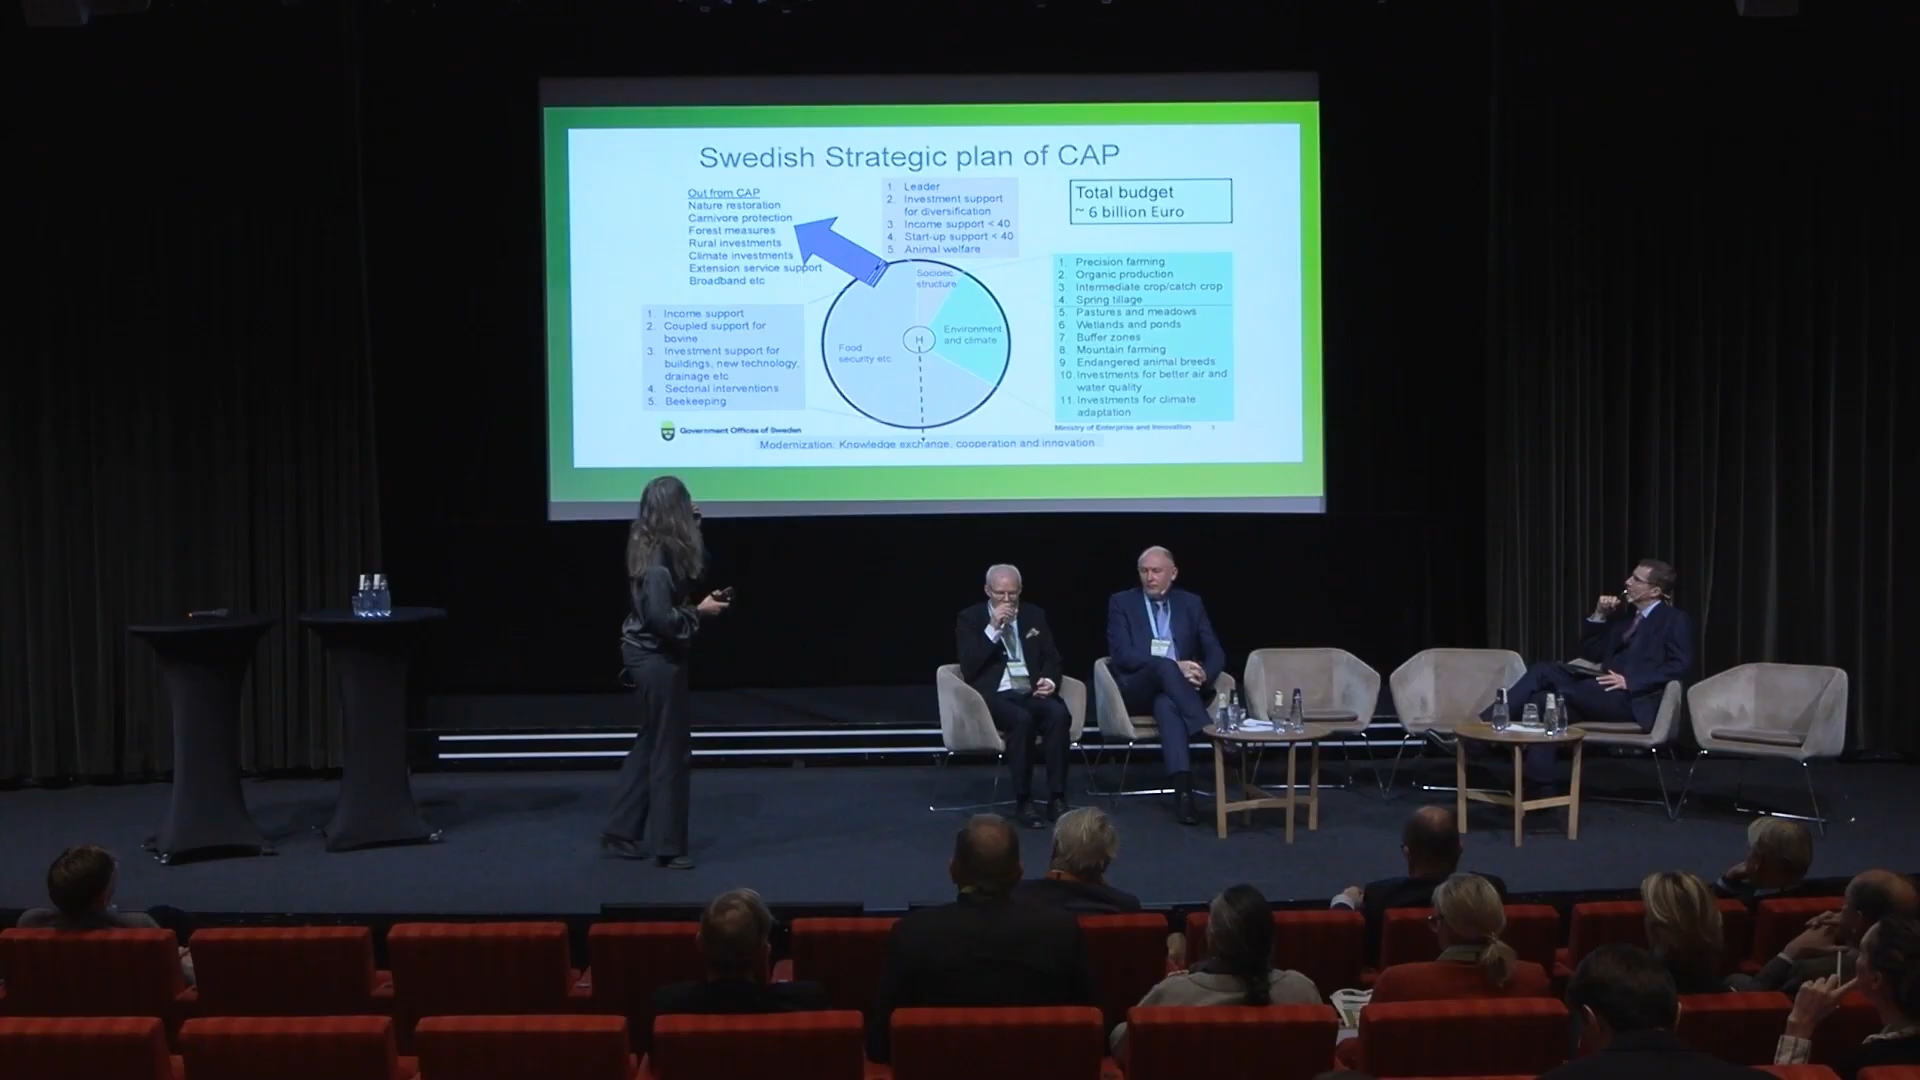 Swedish Strategic plan of CAP
Out from CAP
Nature restoration
Carnivore protection
Forest measures
Rural investments
Climate investments
Extension service support
Broadband etc
1. Leader
2. Investment support
for diversification
3. Income support < 40
4. Start-up support < 40
5. Animal welfare
Total budget
~ 6 billion Euro
1. Income support
2. Coupled support for
bovine
3. Investment support for
buildings, new technology,
drainage etc
4. Sectorial interventions
5. Beekeeping
Socioec.
structure
Environment
and climate
H
Food
security etc
1. Precision farming
2. Organic production
3. Intermediate crop/catch crop
4. Spring tillage
5. Pastures and meadows
6. Wetlands and ponds
7. Buffer zones
8. Mountain farming
9. Endangered animal breeds
10. Investments for better air and
water quality
11. Investments for climate
adaptation
Government Offices of Sweden
Ministry of Enterprise and Innovation
Modernization: Knowledge exchange, cooperation and innovation